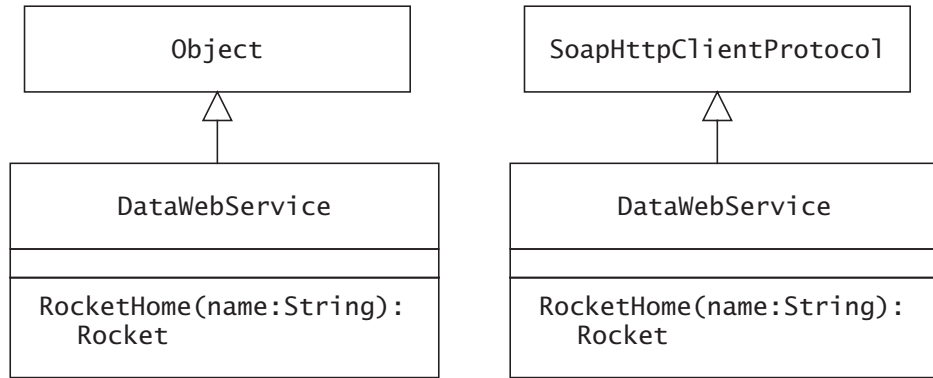 Object
SoapHttpClientProtocol
DataWebService
DataWebService
RocketHome(name:String):
Rocket
RocketHome(name:String):
Rocket